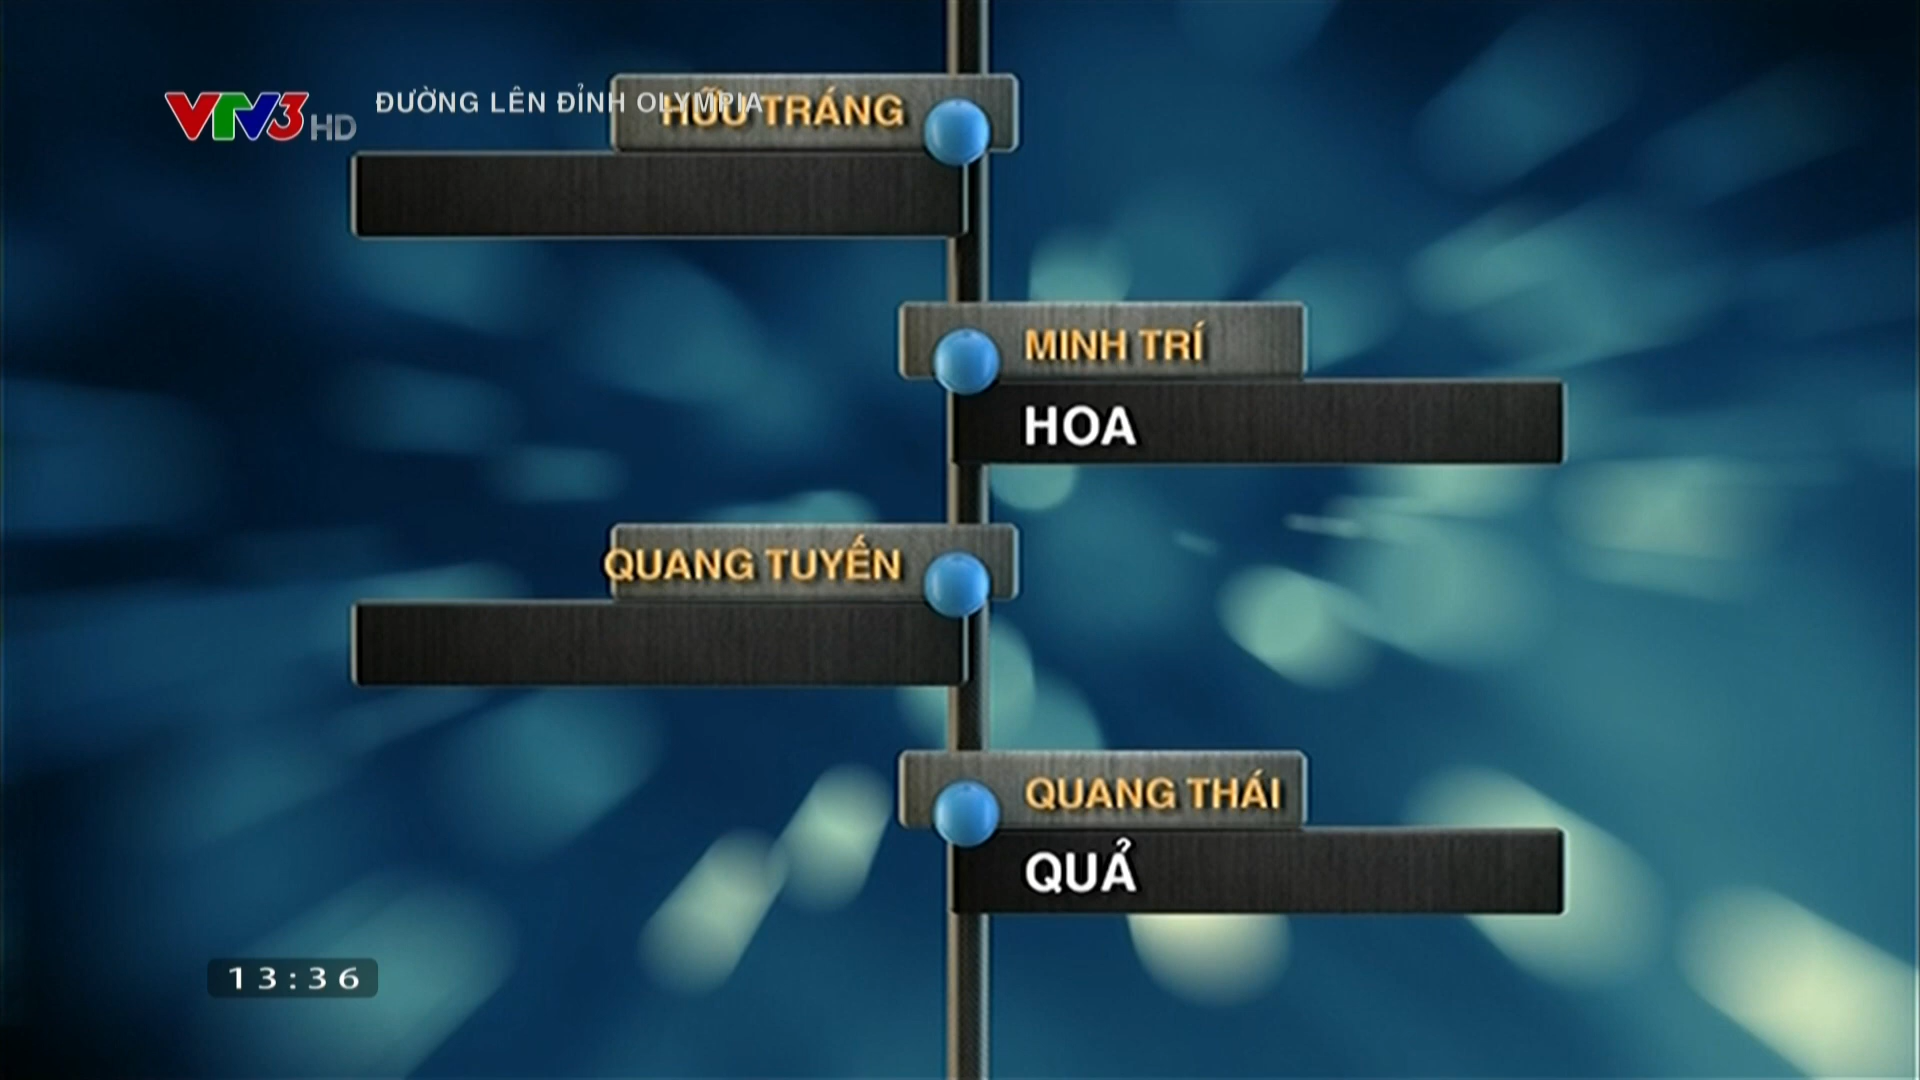 VTV3 HD
ĐƯỜNG LÊN ĐỈNH OLYMPIA
HỮU TRÁNG
MINH TRÍ
HOA
QUANG TUYẾN
QUANG THÁI
QUẢ
13:36